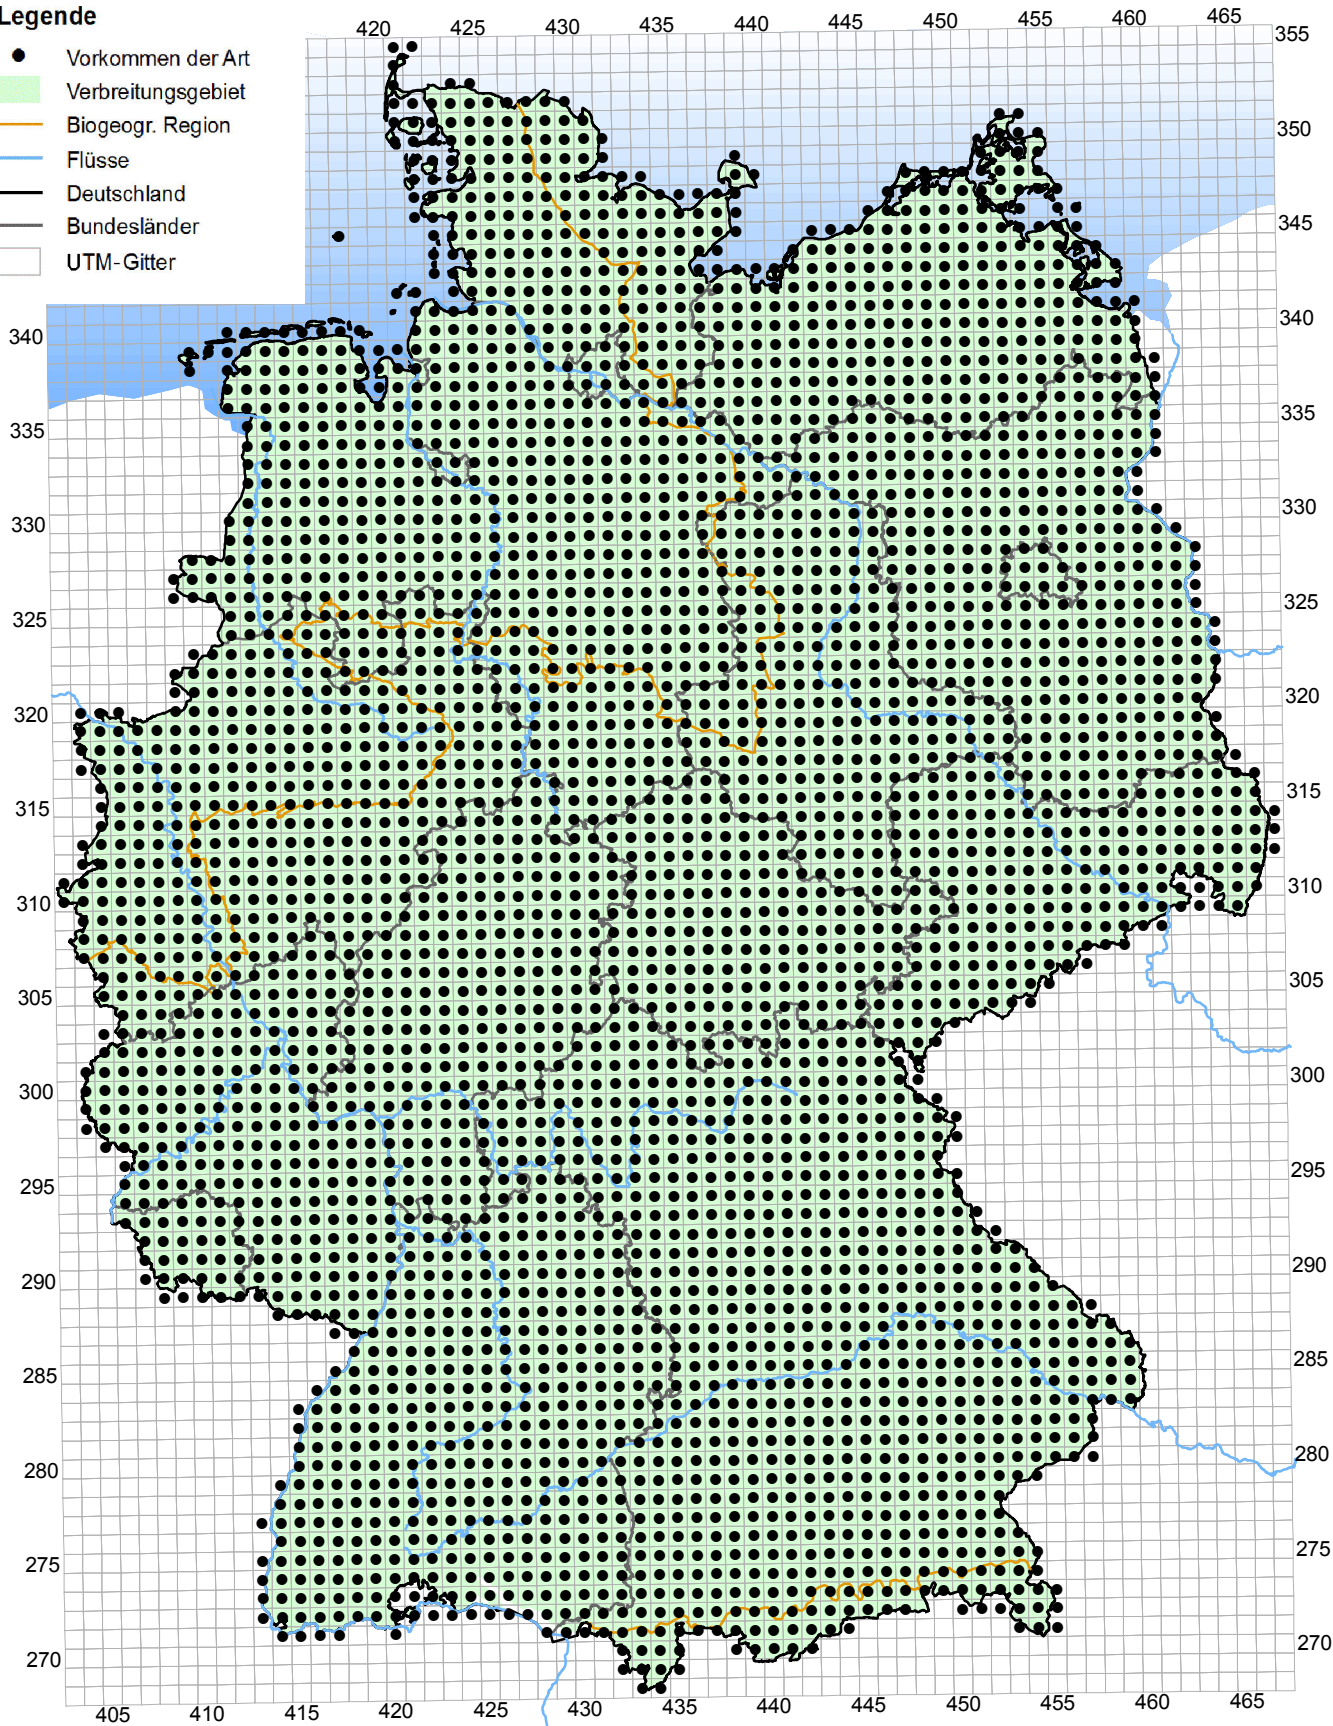 Legende
Vorkommen der Art
Verbreitungsgebiet
Biogeogr. Region
Flüsse
Deutschland
Bundesländer
UTM-Gitter
420 425 430 435 440 445 450 455 460 465
355
350
345
340 340
335 335
330 330
325 325
320 320
315 315
310 310
305 305
300 300
295 295
290 290
285 285
280 280
275 275
270 270
405 410 415 420 425 430 435 440 445 450 455 460 465